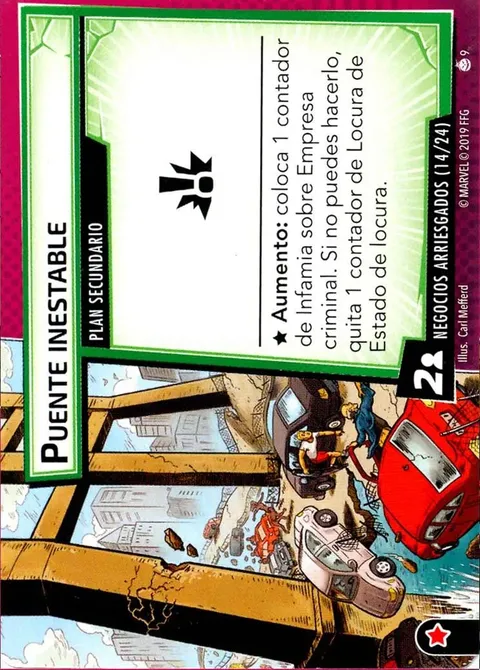 PUENTE INESTABLE
PLAN SECUNDARIO
★ Aumento: coloca 1 contador
de Infamia sobre Empresa
criminal. Si no puedes hacerlo,
quita 1 contador de Locura de
Estado de locura.
2
NEGOCIOS ARRIESGADOS (14/24)
Illus. Carl Mefferd
© MARVEL © 2019 FFG
9